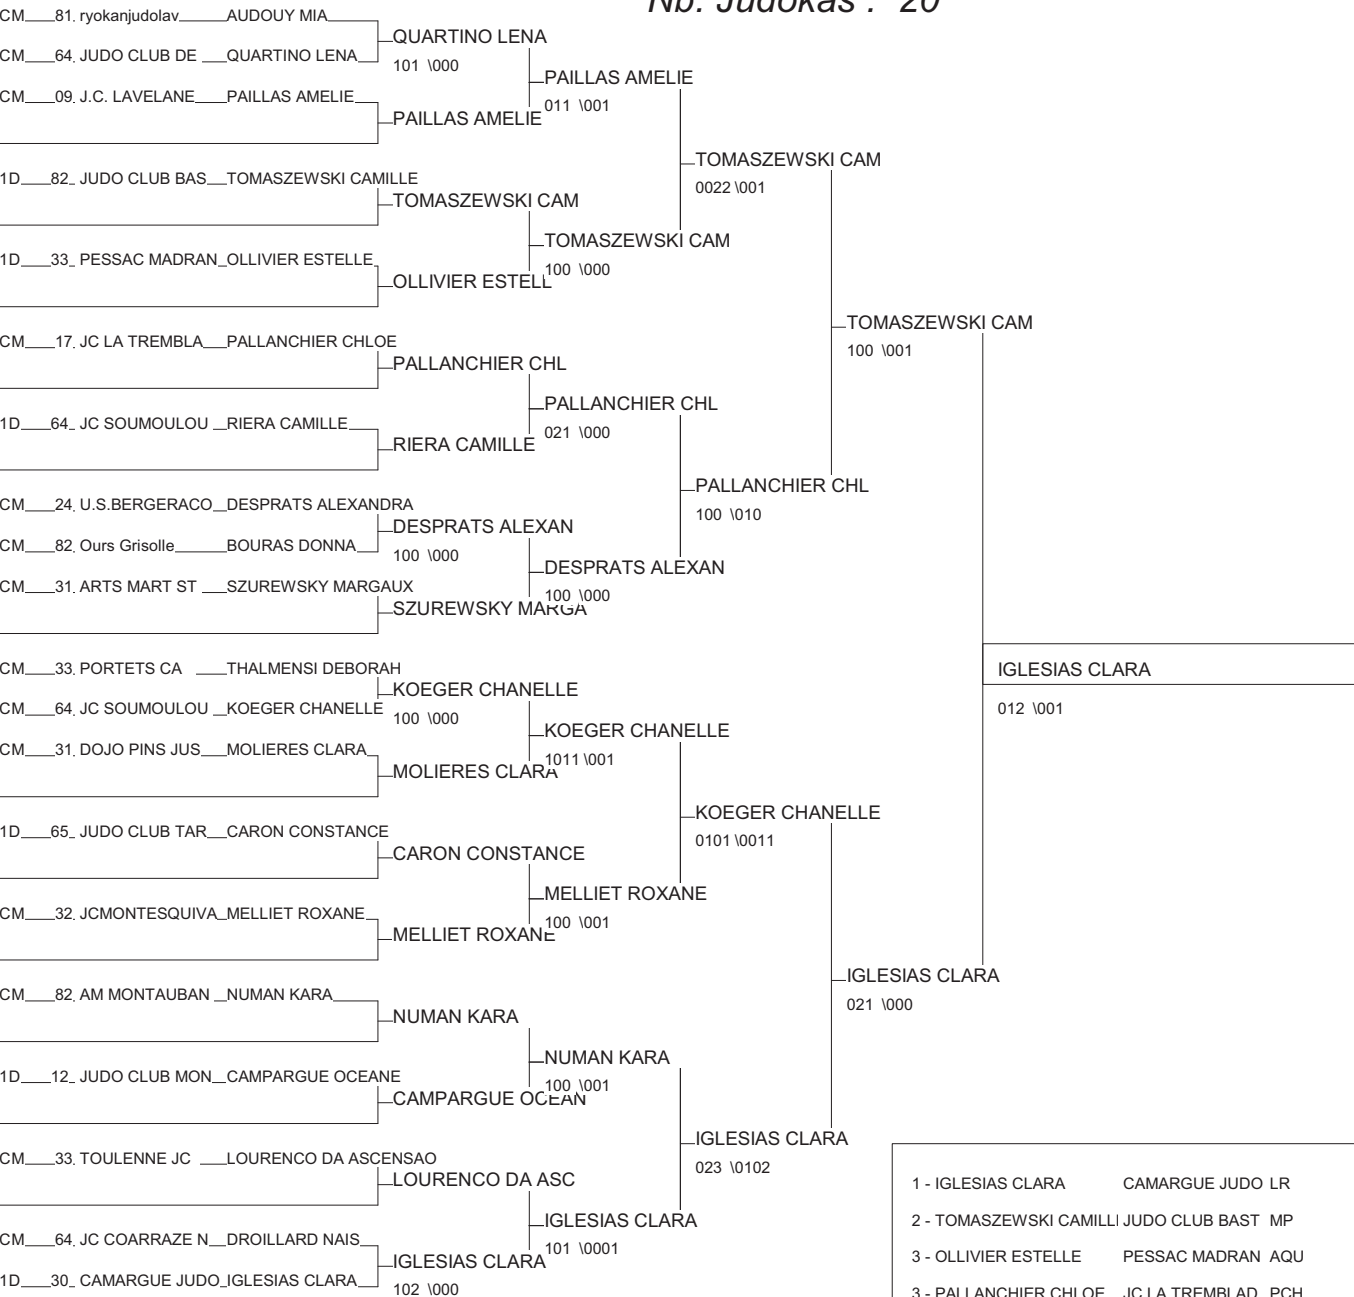 Nb. Judokas : 20
CM 81 ryokanjudolav AUDOUY MIA
QUARTINO LENA
CM 64 JUDO CLUB DE QUARTINO LENA
101 \000
PAILLAS AMELIE
CM 09 J.C. LAVELANE PAILLAS AMELIE
011 \001
PAILLAS AMELIE
TOMASZEWSKI CAM
1D 82 JUDO CLUB BAS TOMASZEWSKI CAMILLE
0022 \001
TOMASZEWSKI CAM
TOMASZEWSKI CAM
1D 33 PESSAC MADRAN OLLIVIER ESTELLE
100 \000
OLLIVIER ESTELL
TOMASZEWSKI CAM
CM 17 JC LA TREMBLA PALLANCHIER CHLOE
100 \001
PALLANCHIER CHL
PALLANCHIER CHL
1D 64 JC SOUMOULOU RIERA CAMILLE
021 \000
RIERA CAMILLE
PALLANCHIER CHL
CM 24 U.S.BERGERACO DESPRATS ALEXANDRA
100 \010
DESPRATS ALEXAN
CM 82 Ours Grisolle BOURAS DONNA
100 \000
DESPRATS ALEXAN
CM 31 ARTS MART ST SZUREWSKY MARGAUX
100 \000
SZUREWSKY MARGA
CM 33 PORTETS CA THALMENSI DEBORAH
IGLESIAS CLARA
KOEGER CHANELLE
CM 64 JC SOUMOULOU KOEGER CHANELLE
012 \001
100 \000
KOEGER CHANELLE
CM 31 DOJO PINS JUS MOLIERES CLARA
1011 \001
MOLIERES CLARA
KOEGER CHANELLE
1D 65 JUDO CLUB TAR CARON CONSTANCE
0101 \0011
CARON CONSTANCE
MELLIET ROXANE
CM 32 JCMONTESQUIVA MELLIET ROXANE
100 \001
MELLIET ROXANE
IGLESIAS CLARA
CM 82 AM MONTAUBAN NUMAN KARA
021 \000
NUMAN KARA
NUMAN KARA
1D 12 JUDO CLUB MON CAMPARGUE OCEANE
100 \001
CAMPARGUE OCEAN
IGLESIAS CLARA
CM 33 TOULENNE JC LOURENCO DA ASCENSAO
023 \0102
LOURENCO DA ASC
1 - IGLESIAS CLARA CAMARGUE JUDO LR
IGLESIAS CLARA
2 - TOMASZEWSKI CAMILL JUDO CLUB BAST MP
CM 64 JC COARRAZE N DROILLARD NAIS
101 \0001
3 - OLLIVIER ESTELLE PESSAC MADRAN AQU
IGLESIAS CLARA
1D 30 CAMARGUE JUDO IGLESIAS CLARA
102 \000
3 - PALLANCHIER CHLOE JC LA TREMBLAD PCH